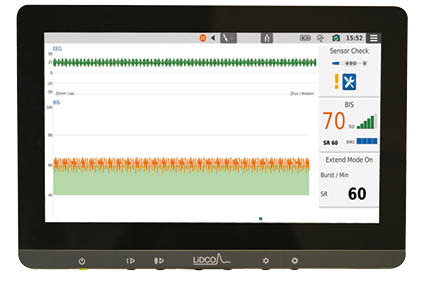 20
15:52
EEG
50
25
0
-25
-50
25mm / sec
25uv / division
BIS
100
80
60
40
Sensor Check
BIS
70
SQI
SR 60
EMG
Extend Mode On
Burst / Min
SR
60
LiDCO